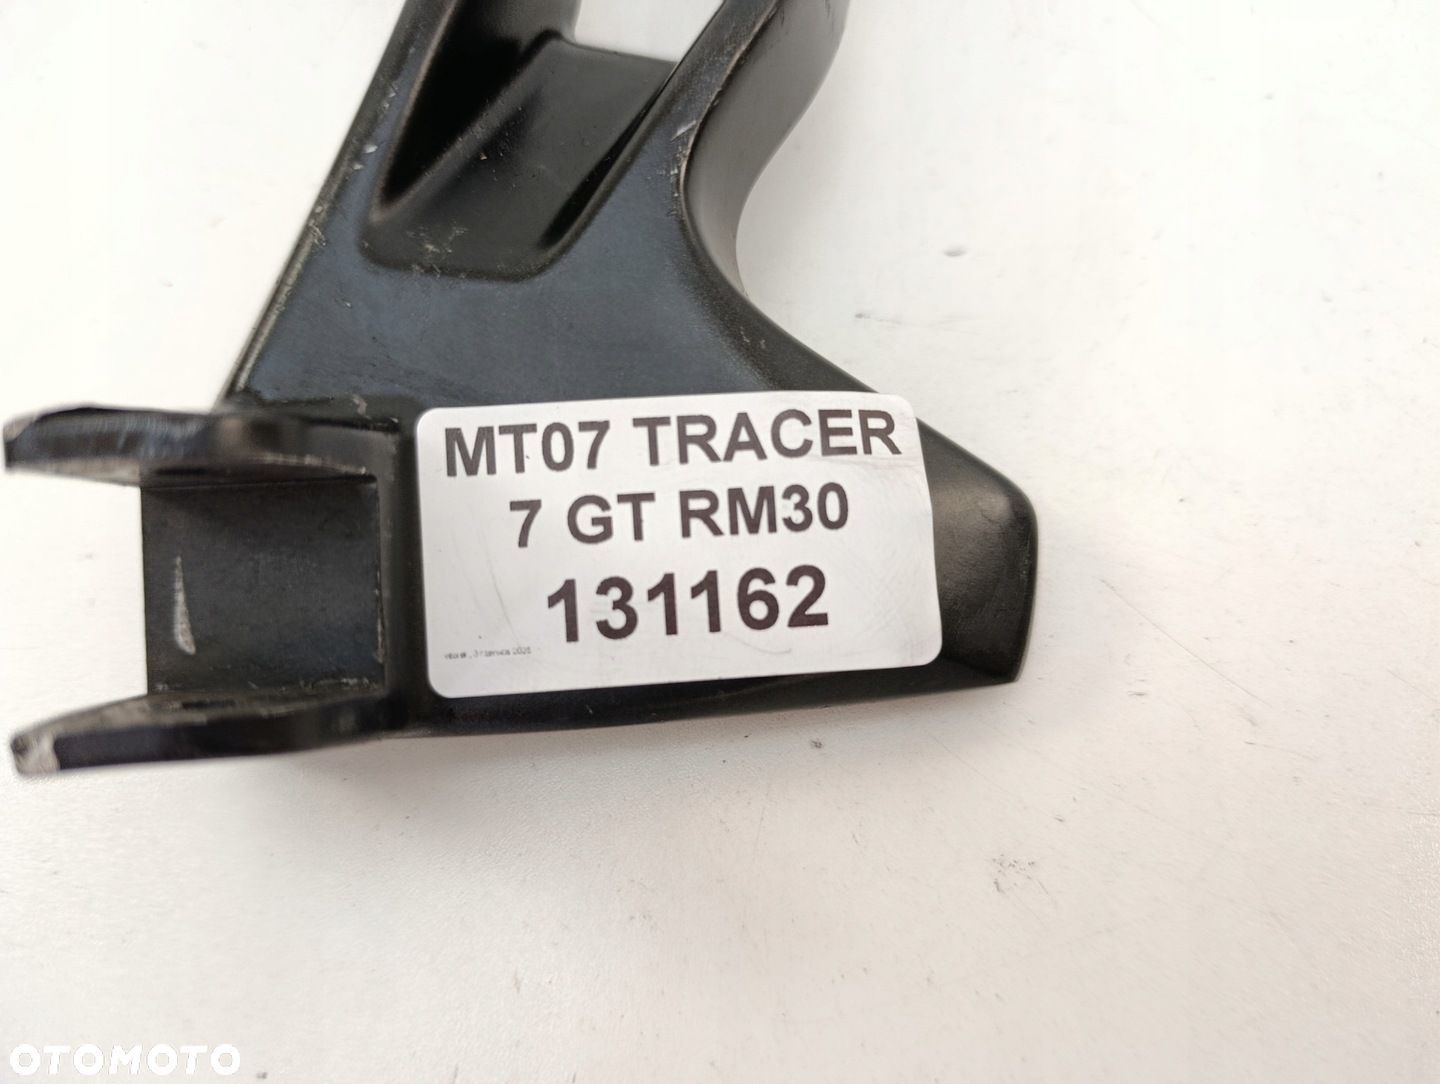 MT07 TRACER
7 GT RM30
131162
OTOMOTO